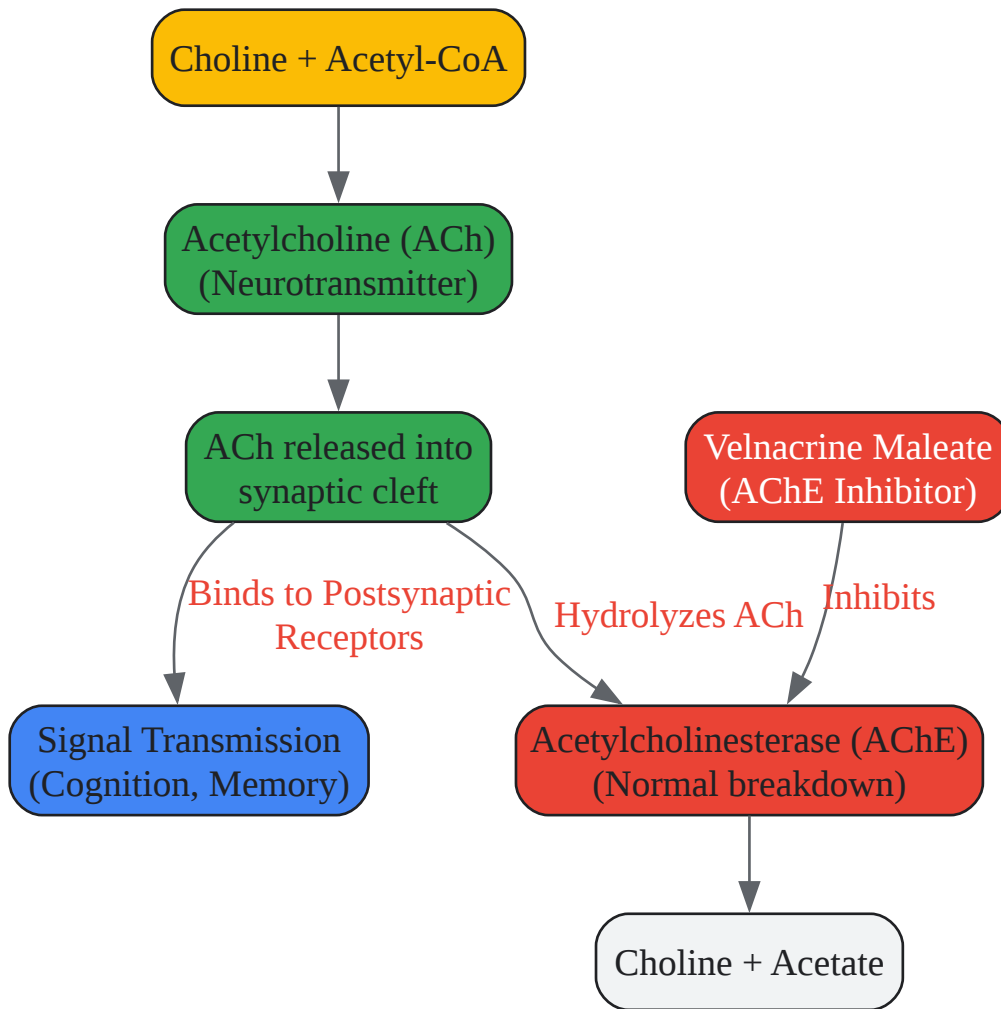 Choline + Acetyl-CoA
Acetylcholine (ACh)
(Neurotransmitter)
ACh released into
synaptic cleft
Velnacrine Maleate
(AChE Inhibitor)
Binds to Postsynaptic
Receptors
Hydrolyzes ACh
Inhibits
Signal Transmission
(Cognition, Memory)
Acetylcholinesterase (AChE)
(Normal breakdown)
Choline + Acetate